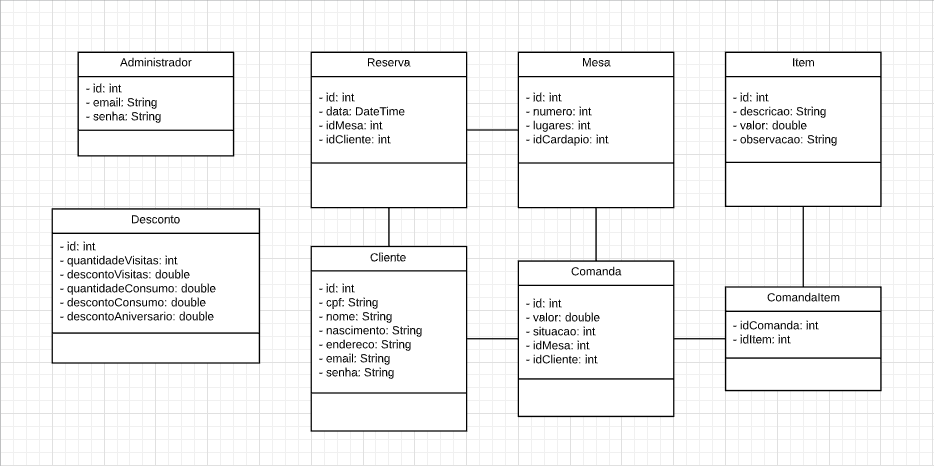 Administrador
- id: int
- email: String
- senha: String
Reserva
- id: int
- data: DateTime
- idMesa: int
- idCliente: int
Mesa
- id: int
- numero: int
- lugares: int
- idCardapio: int
Item
- id: int
- descricao: String
- valor: double
- observacao: String
Desconto
- id: int
- quantidadeVisitas: int
- descontoVisitas: double
- quantidadeConsumo: double
- descontoConsumo: double
- descontoAniversario: double
Cliente
- id: int
- cpf: String
- nome: String
- nascimento: String
- endereco: String
- email: String
- senha: String
Comanda
- id: int
- valor: double
- situacao: int
- idMesa: int
- idCliente: int
ComandaItem
- idComanda: int
- idItem: int